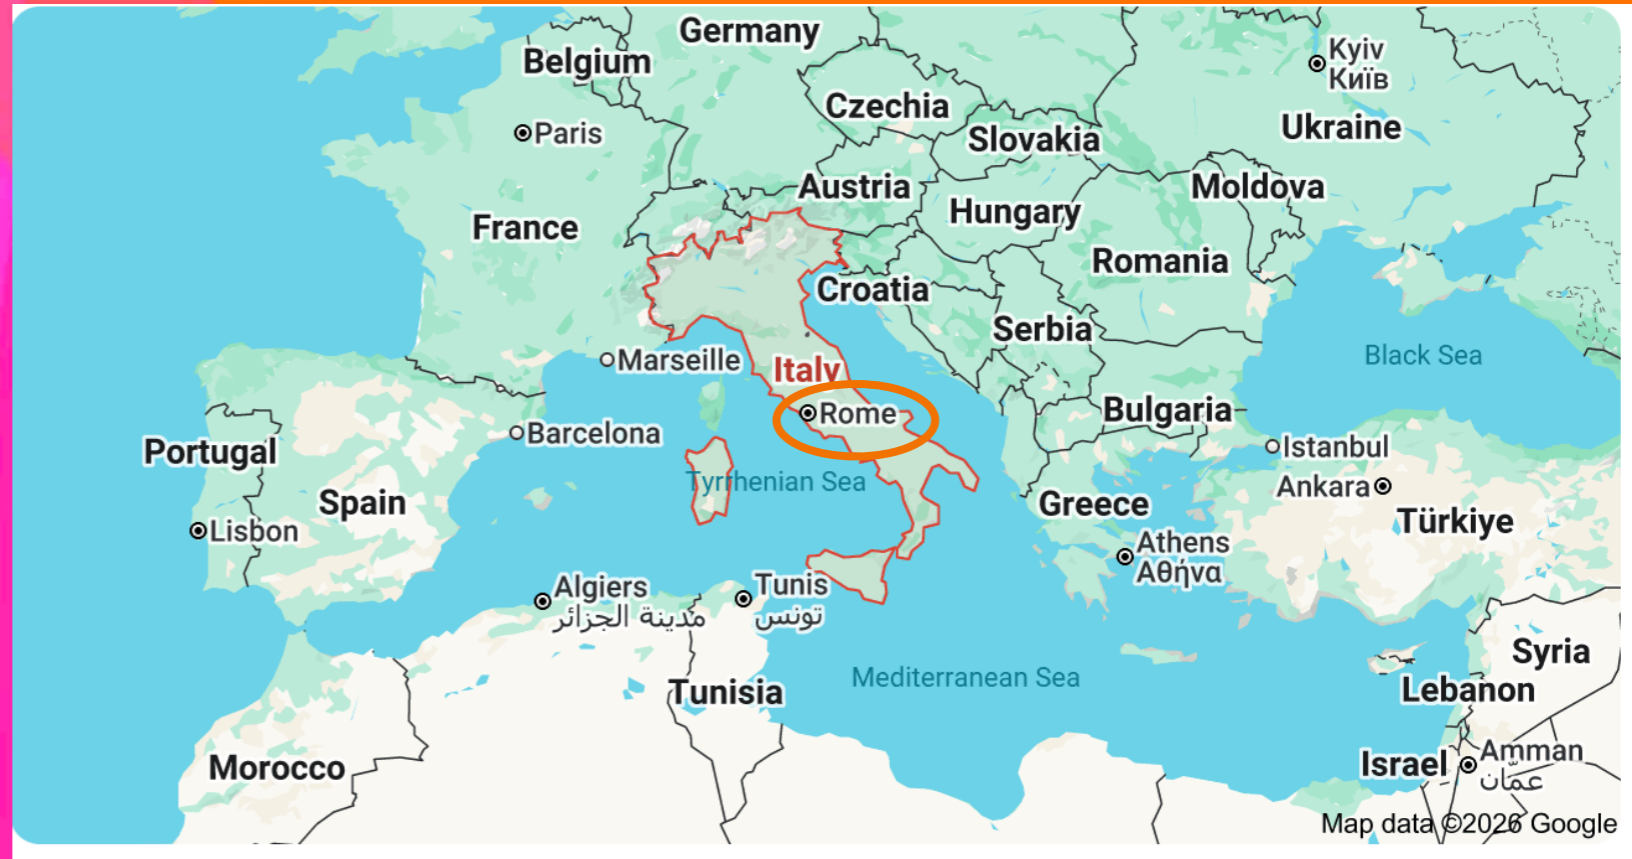 Germany
Belgium
Kyiv
Київ
Czechia
Ukraine
Paris
Slovakia
Austria
Moldova
Hungary
France
Romania
Croatia
Serbia
Black Sea
Marseille
Italy
Rome
Bulgaria
Barcelona
Istanbul
Portugal
Tyrrhenian Sea
Ankara
Spain
Greece
Türkiye
Lisbon
Athens
Αθήνα
Algiers
مدينة الجزائر
Tunis
تونس
Syria
Mediterranean Sea
Lebanon
Tunisia
Morocco
Israel
Amman
عمّان
Map data ©2026 Google